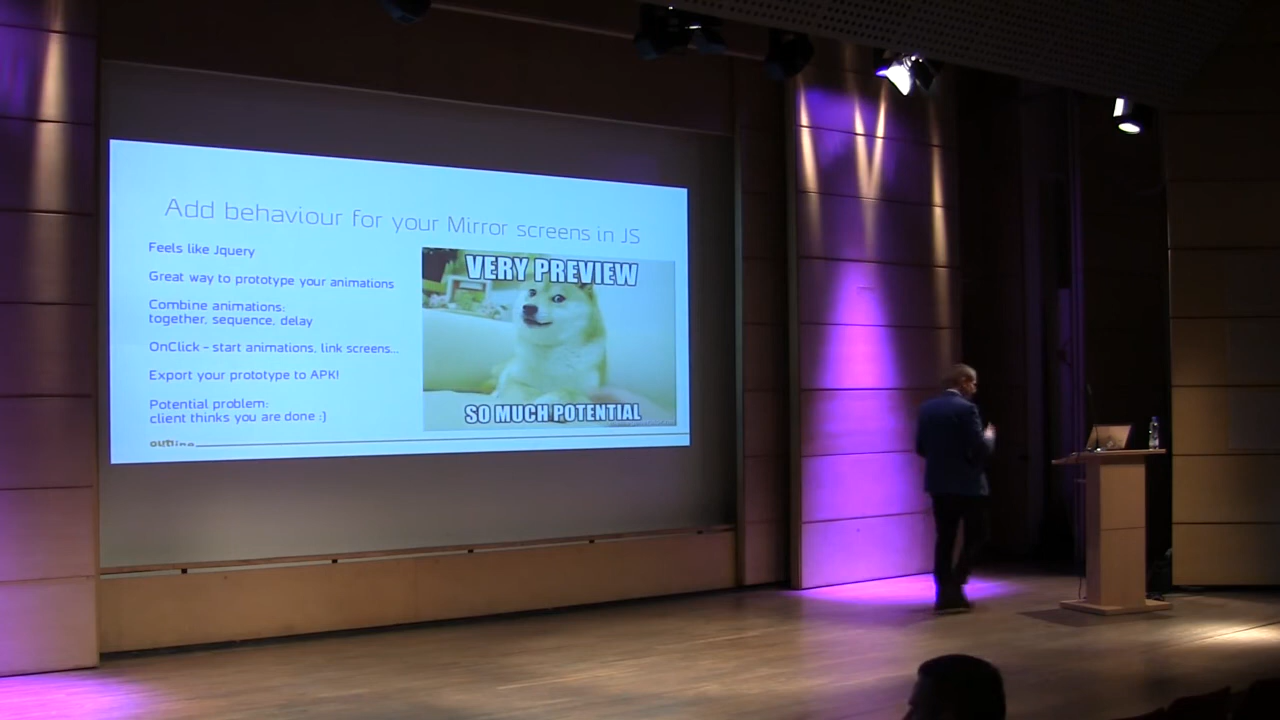 Add behaviour for your Mirror screens in JS
Feels like Jquery
Great way to prototype your animations
Combine animations:
together, sequence, delay
OnClick - start animations, link screens...
Export your prototype to APK!
Potential problem:
client thinks you are done :)
VERY PREVIEW
SO MUCH POTENTIAL